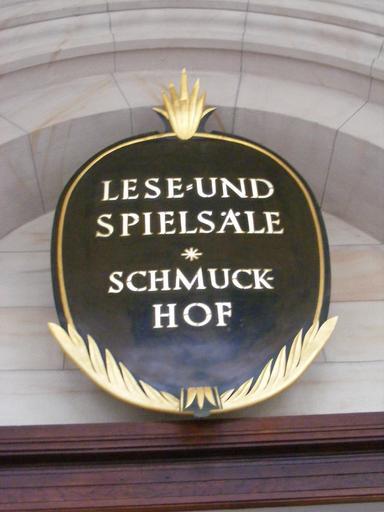 LESE-UND
SPIELSÄLE
*
SCHMUCK-
HOF